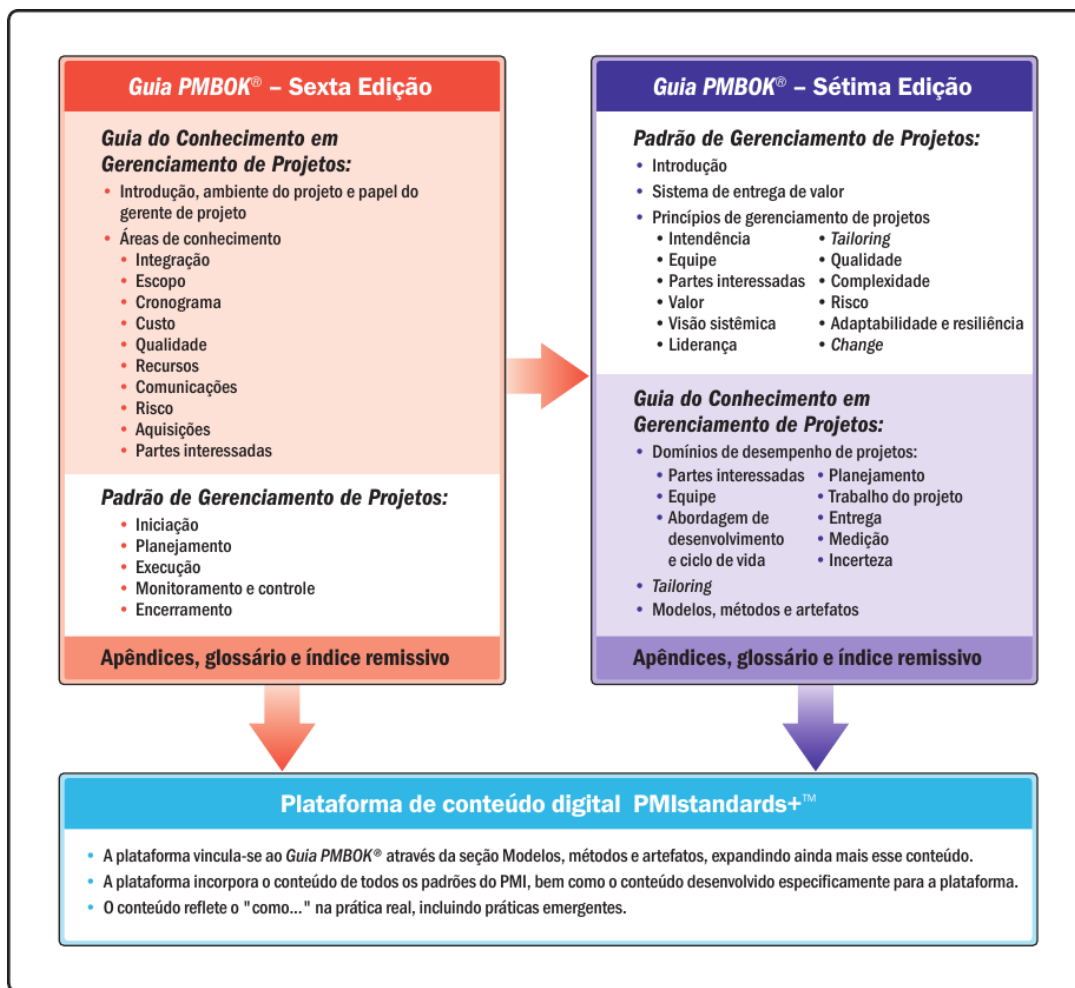 Guia PMBOK® – Sexta Edição
Guia do Conhecimento em
Gerenciamento de Projetos:
• Introdução, ambiente do projeto e papel do
gerente de projeto
• Áreas de conhecimento
• Integração
• Escopo
• Cronograma
• Custo
• Qualidade
• Recursos
• Comunicações
• Risco
• Aquisições
• Partes interessadas
Padrão de Gerenciamento de Projetos:
• Iniciação
• Planejamento
• Execução
• Monitoramento e controle
• Encerramento
Apêndices, glossário e índice remissivo
Guia PMBOK® – Sétima Edição
Padrão de Gerenciamento de Projetos:
• Introdução
• Sistema de entrega de valor
• Princípios de gerenciamento de projetos
• Intendência
• Equipe
• Partes interessadas
• Valor
• Visão sistêmica
• Liderança
• Tailoring
• Qualidade
• Complexidade
• Risco
• Adaptabilidade e resiliência
• Change
Guia do Conhecimento em
Gerenciamento de Projetos:
• Domínios de desempenho de projetos:
• Partes interessadas
• Equipe
• Abordagem de
desenvolvimento
e ciclo de vida
• Planejamento
• Trabalho do projeto
• Entrega
• Medição
• Incerteza
• Tailoring
• Modelos, métodos e artefatos
Apêndices, glossário e índice remissivo
Plataforma de conteúdo digital PMIstandards+™
• A plataforma vincula-se ao Guia PMBOK® através da seção Modelos, métodos e artefatos, expandindo ainda mais esse conteúdo.
• A plataforma incorpora o conteúdo de todos os padrões do PMI, bem como o conteúdo desenvolvido especificamente para a plataforma.
• O conteúdo reflete o "como..." na prática real, incluindo práticas emergentes.